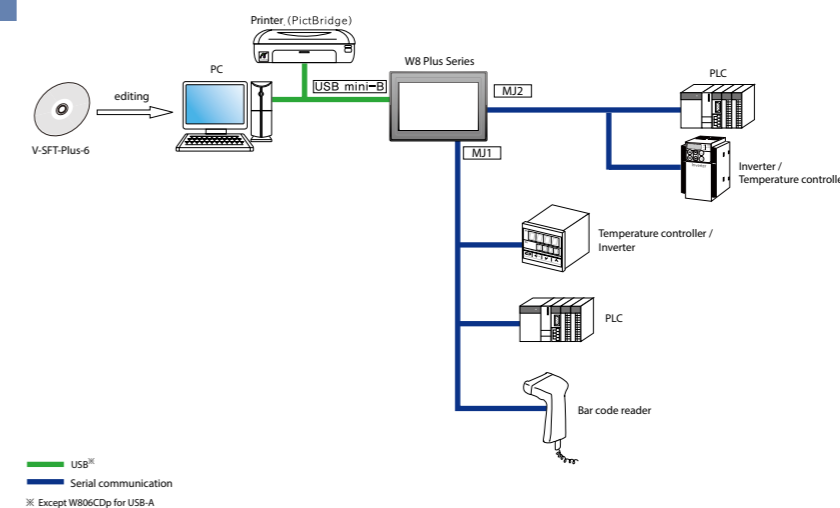 Printer (PictBridge)
PC
W8 Plus Series
PLC
USB mini-B
MJ2
editing
V-SFT-Plus-6
MJ1
Inverter /
Temperature controlle
Temperature controller /
Inverter
PLC
Bar code reader
USB※
Serial communication
※ Except W806CDp for USB-A